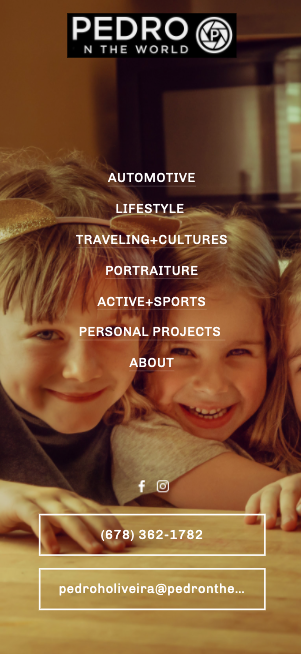 PEDRO
N THE WORLD
P
AUTOMOTIVE
LIFESTYLE
TRAVELING+CULTURES
PORTRAITURE
ACTIVE+SPORTS
PERSONAL PROJECTS
ABOUT
(678) 362-1782
pedroholiveira@pedronthe...